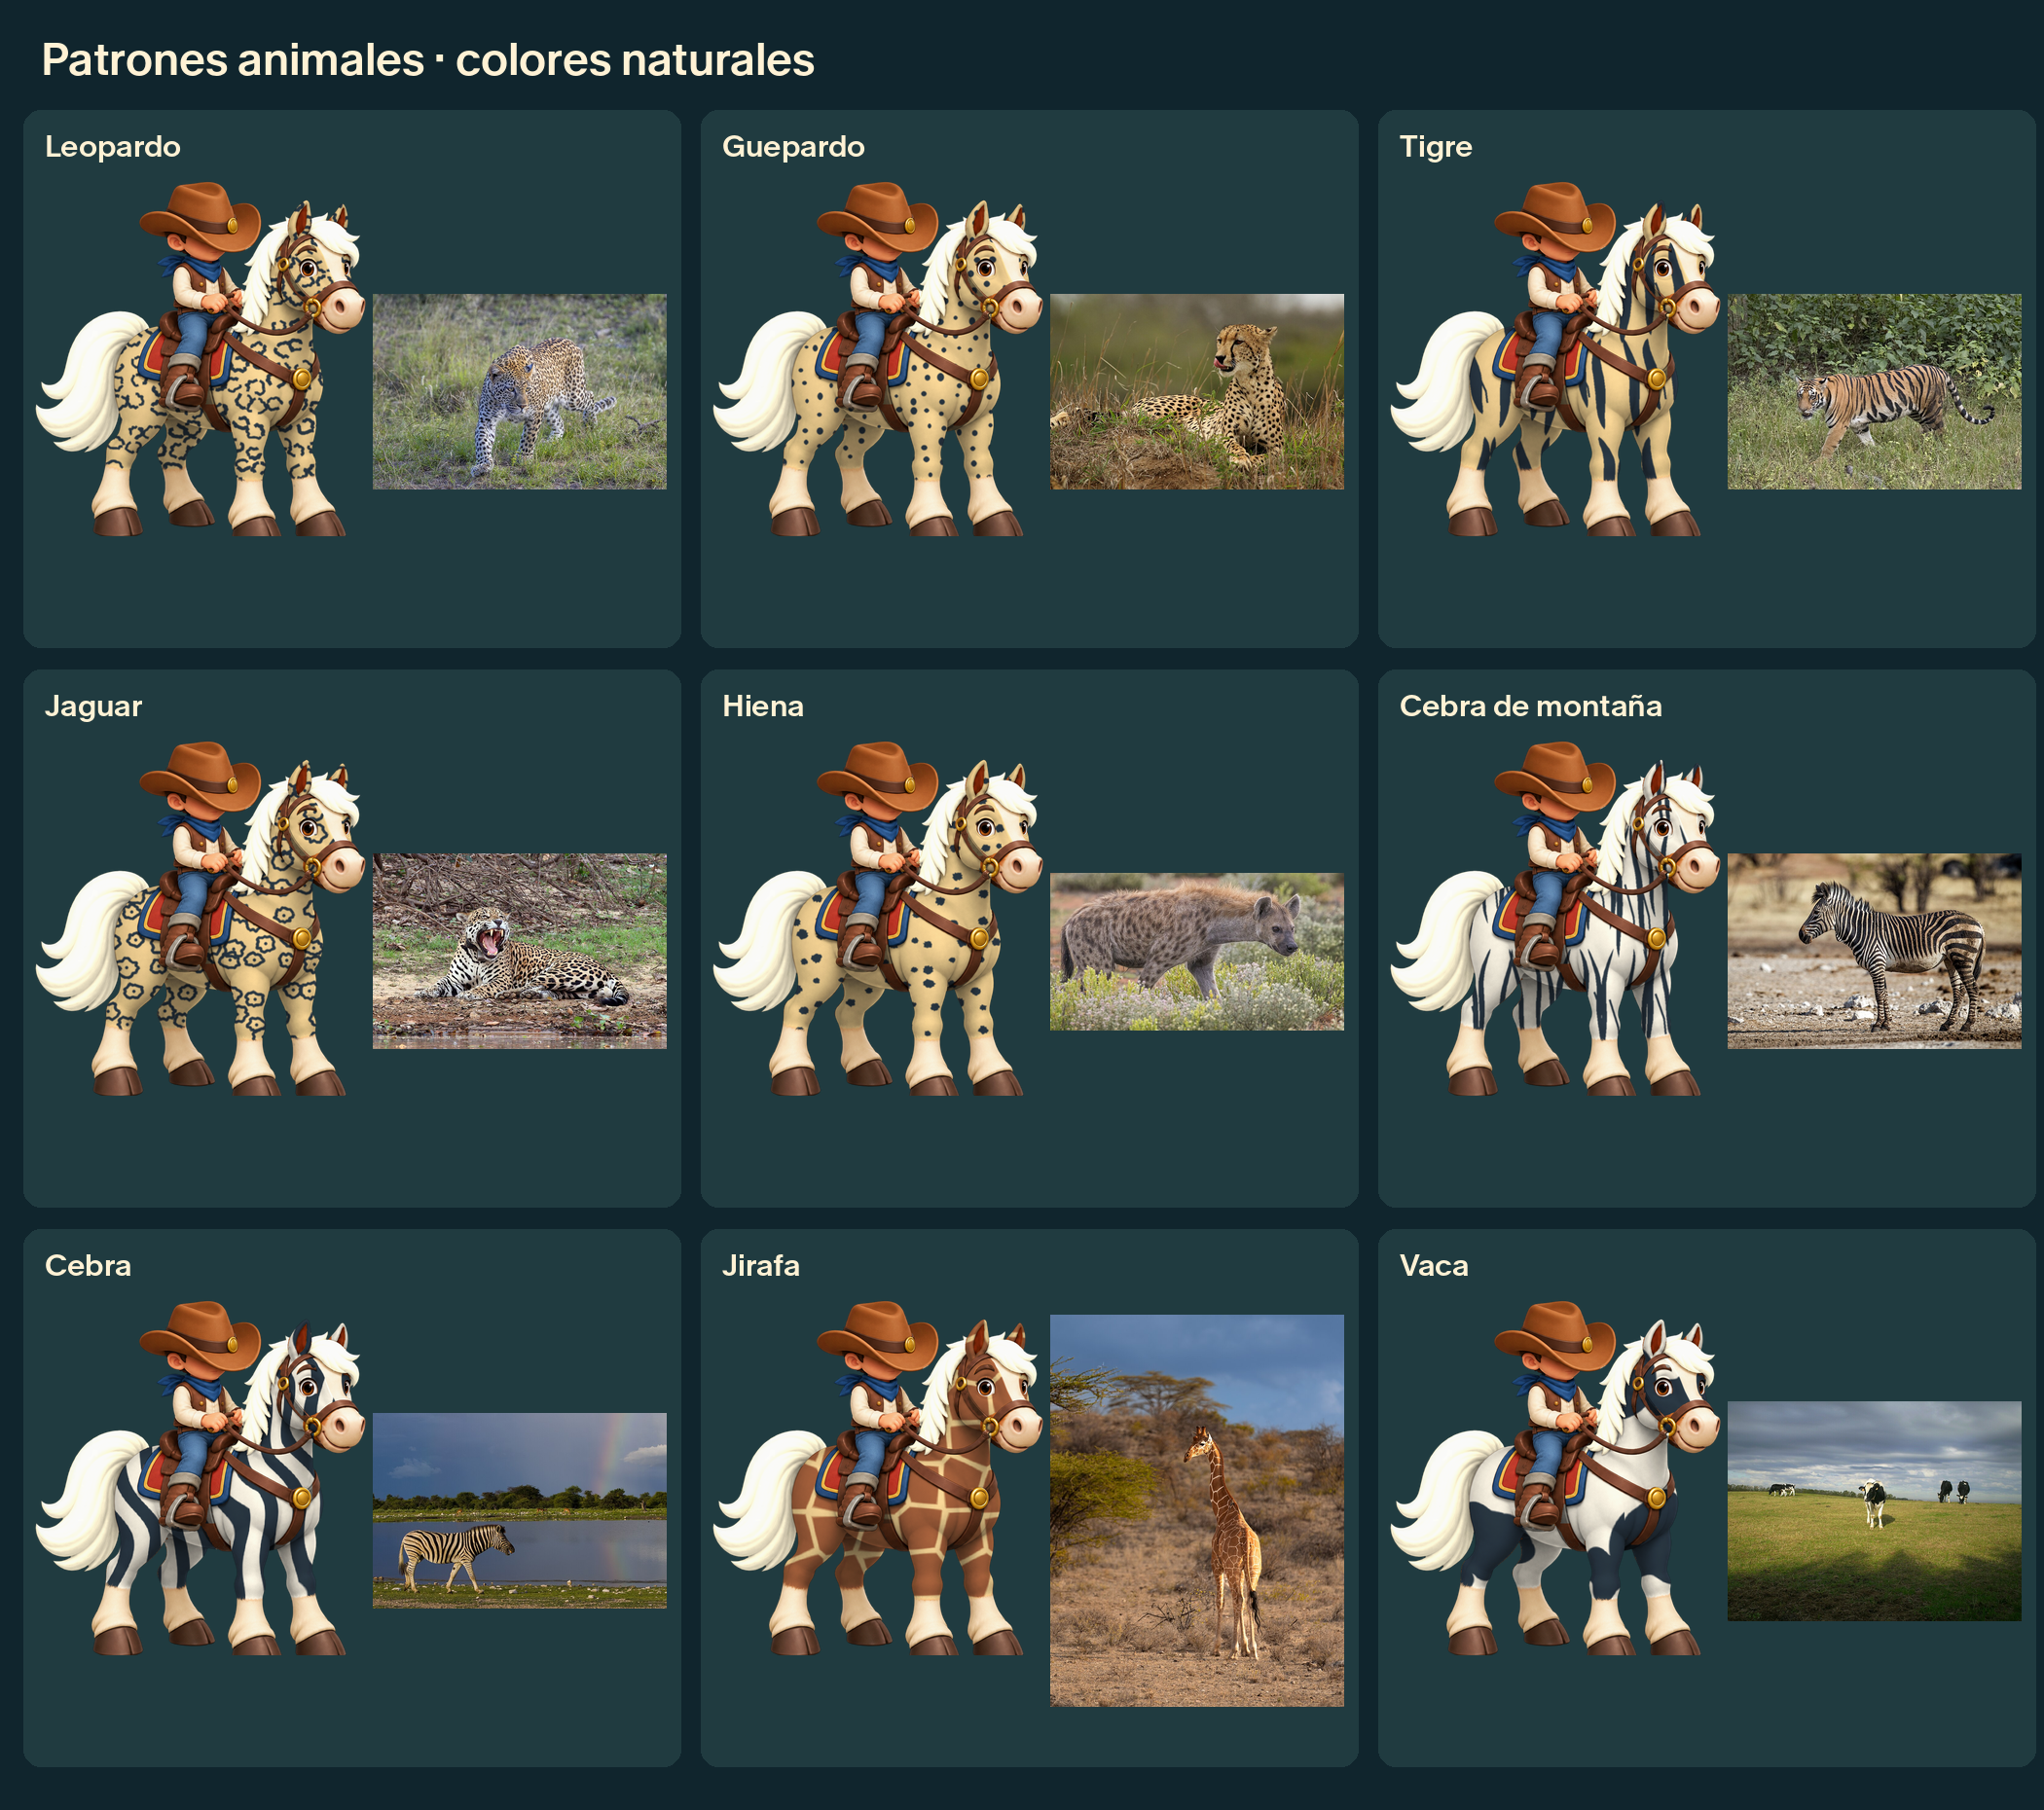 Patrones animales · colores naturales
Leopardo
Guepardo
Tigre
Jaguar
Hiena
Cebra de montaña
Cebra
Jirafa
Vaca